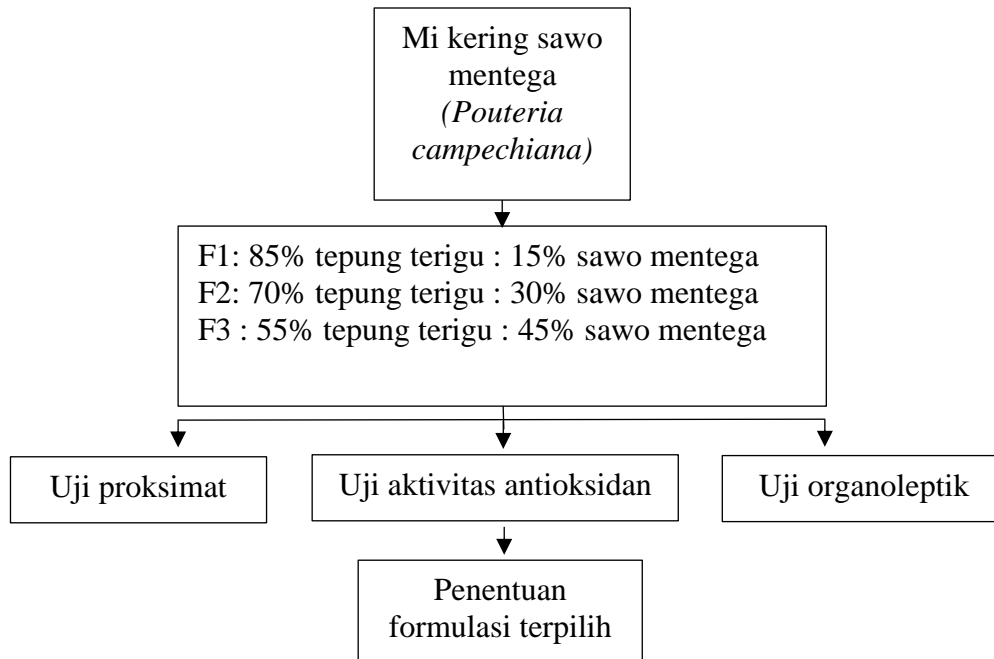 Mi kering sawo
mentega
(Pouteria
campechiana)
F1: 85% tepung terigu : 15% sawo mentega
F2: 70% tepung terigu : 30% sawo mentega
F3 : 55% tepung terigu : 45% sawo mentega
Uji proksimat
Uji aktivitas antioksidan
Uji organoleptik
Penentuan
formulasi terpilih